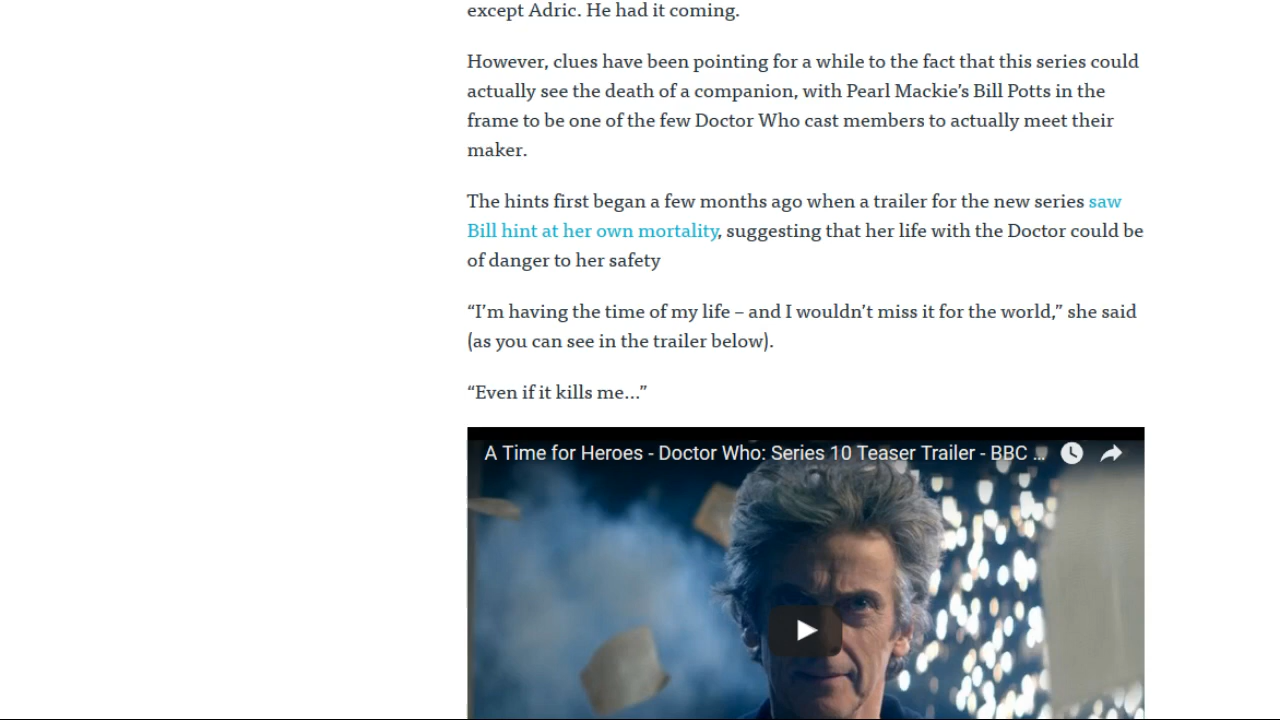 except Adric. He had it coming.
However, clues have been pointing for a while to the fact that this series could
actually see the death of a companion, with Pearl Mackie’s Bill Potts in the
frame to be one of the few Doctor Who cast members to actually meet their
maker.
The hints first began a few months ago when a trailer for the new series saw
Bill hint at her own mortality, suggesting that her life with the Doctor could be
of danger to her safety
“I’m having the time of my life – and I wouldn’t miss it for the world,” she said
(as you can see in the trailer below).
“Even if it kills me…”
A Time for Heroes - Doctor Who: Series 10 Teaser Trailer - BBC ...